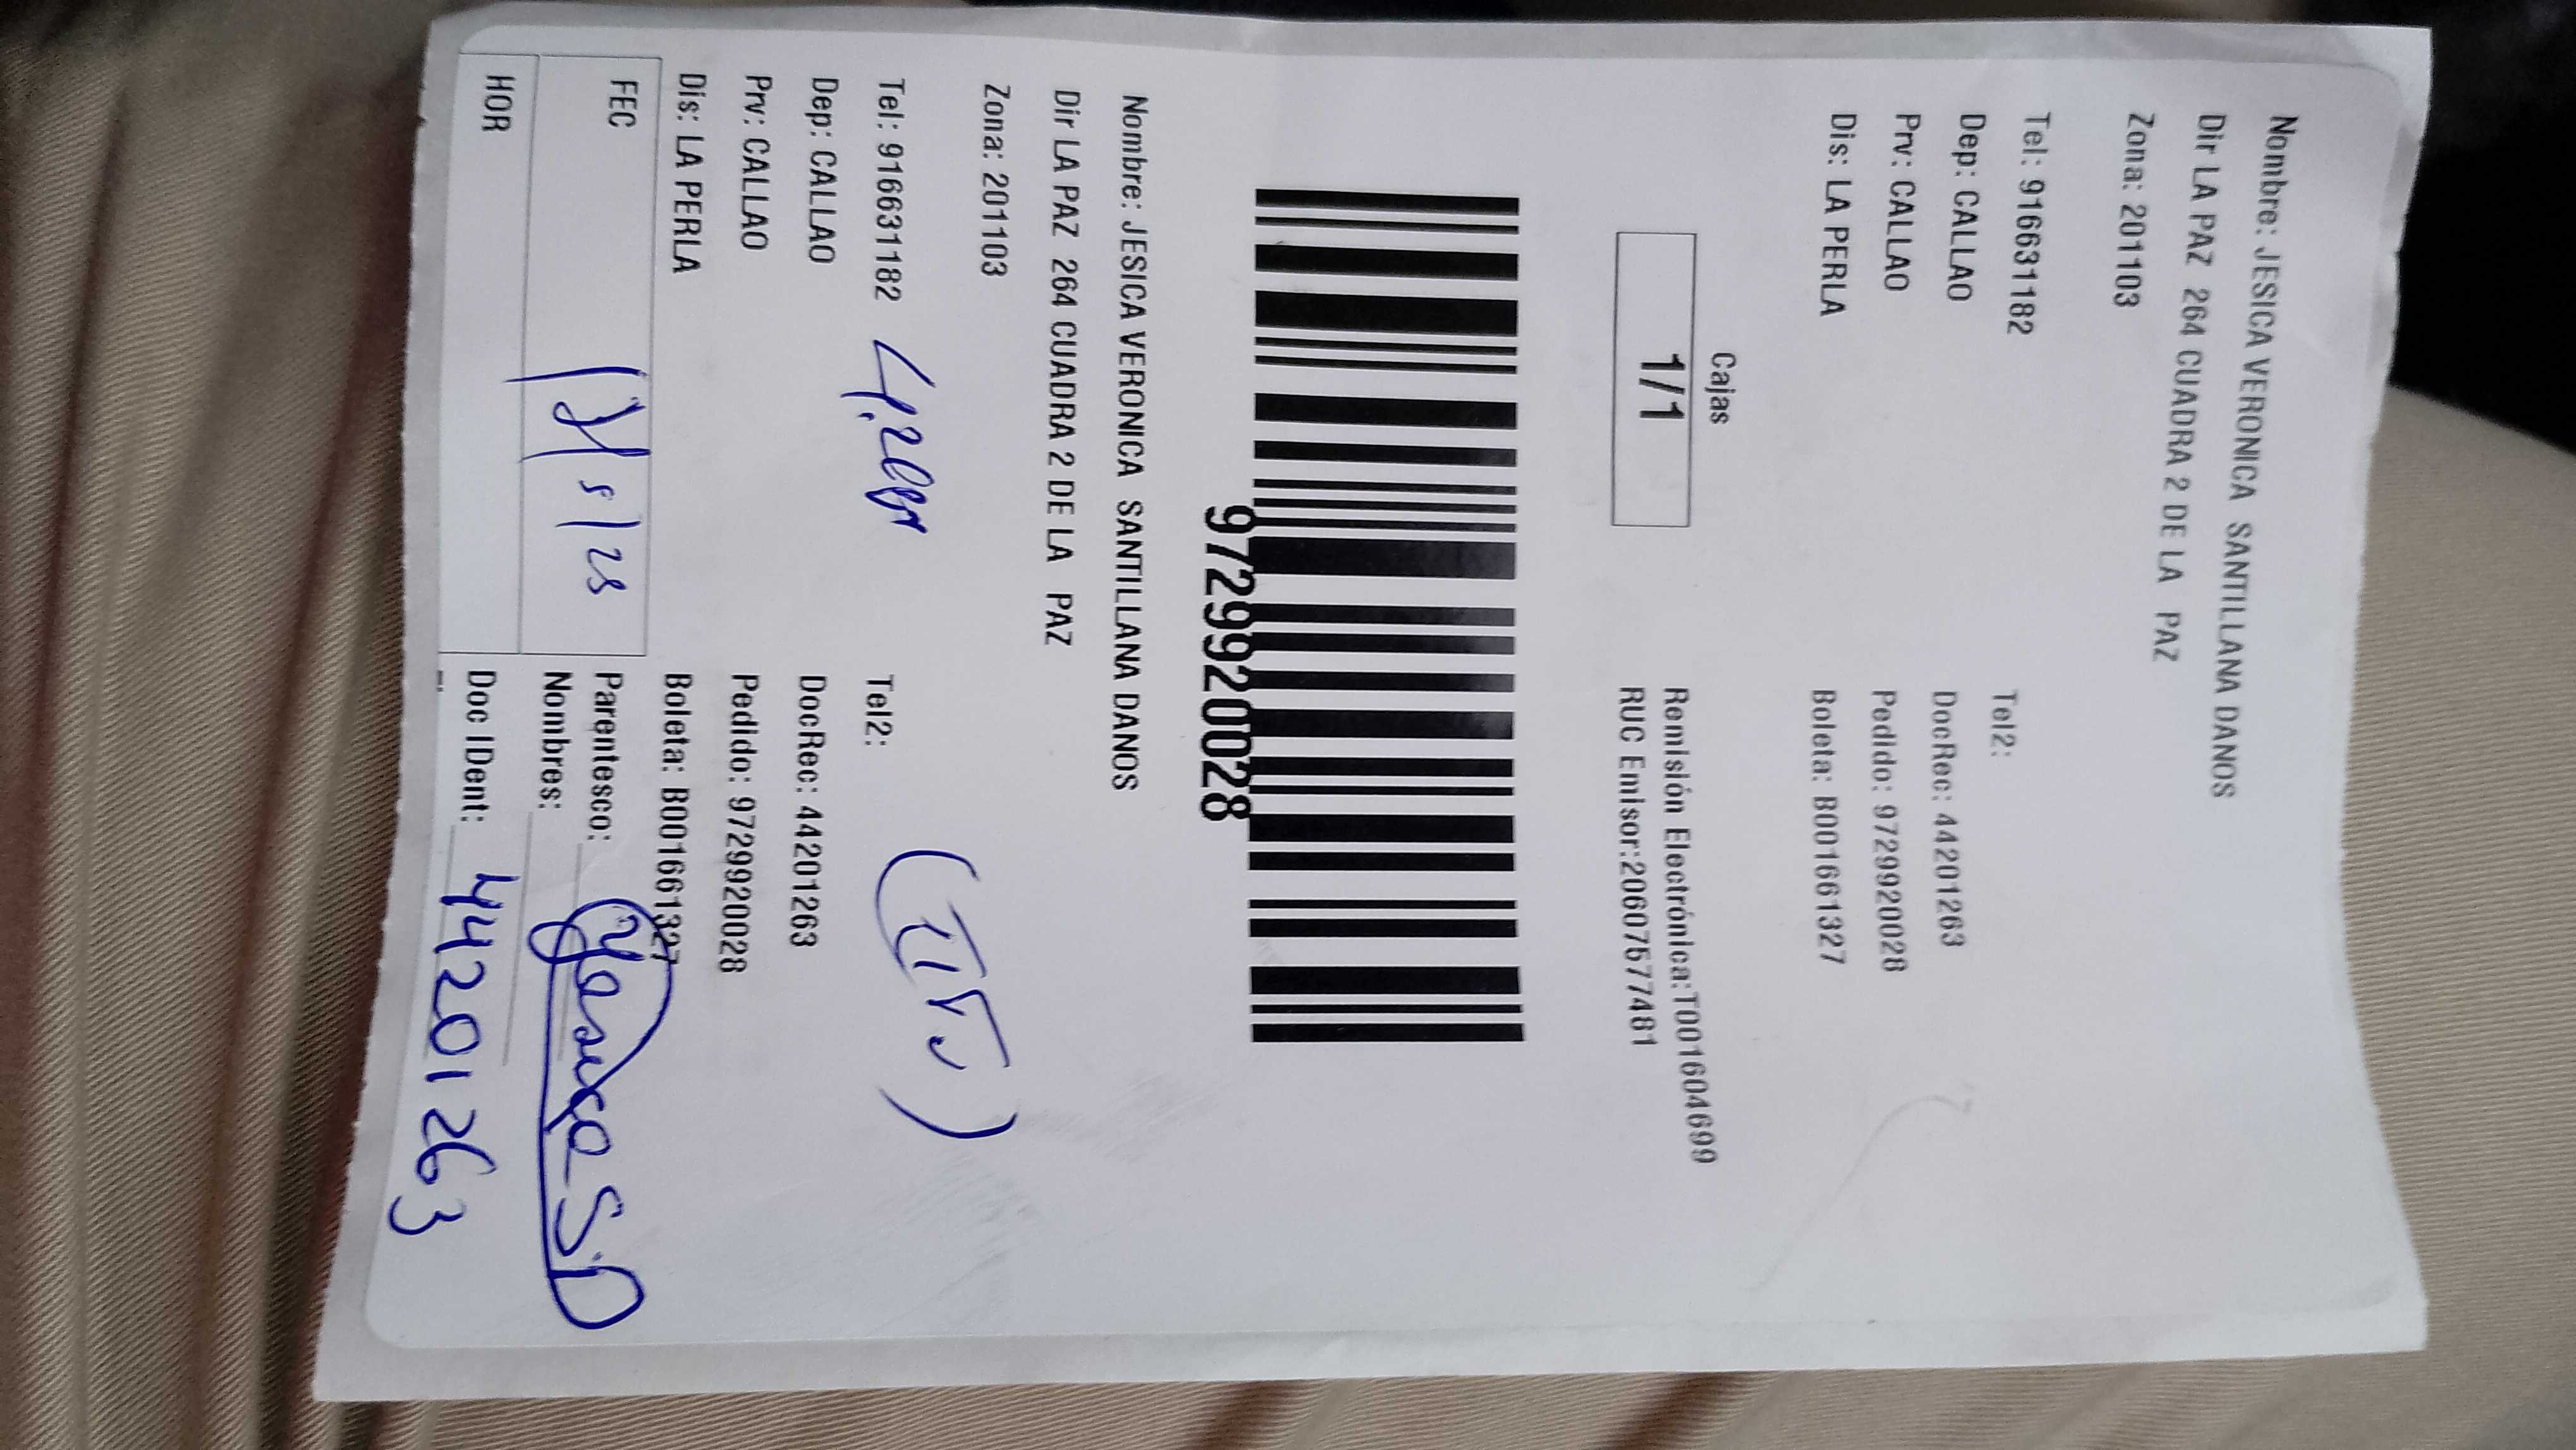 Nombre: JESICA VERONICA SANTILLANA DANOS
Dir LA PAZ 264 CUADRA 2 DE LA PAZ
Zona: 201103
Tel: 916631182 Tel2:
Dep: CALLAO DocRec: 44201263
Prv: CALLAO Pedido: 9729920028
Dis: LA PERLA Boleta: B001661327
Cajas
1/1
Remisión Electrónica:T001604699
RUC Emisor:20607577481
9729920028
Nombre: JESICA VERONICA SANTILLANA DANOS
Dir LA PAZ 264 CUADRA 2 DE LA PAZ
Zona: 201103
Tel: 916631182 Tel2:
Dep: CALLAO DocRec: 44201263
Prv: CALLAO Pedido: 9729920028
Dis: LA PERLA Boleta: B001661327
FEC
Parentesco:
Nombres: Yesica S.D
HOR
Doc IDent: 44201263